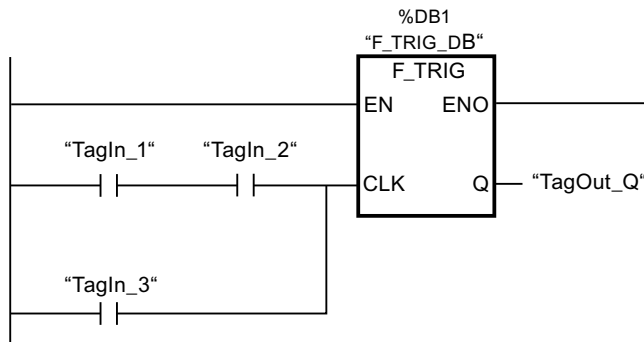 %DB1
“F_TRIG_DB“
F_TRIG
EN ENO
“TagIn_1“ “TagIn_2“
CLK Q “TagOut_Q“
“TagIn_3“